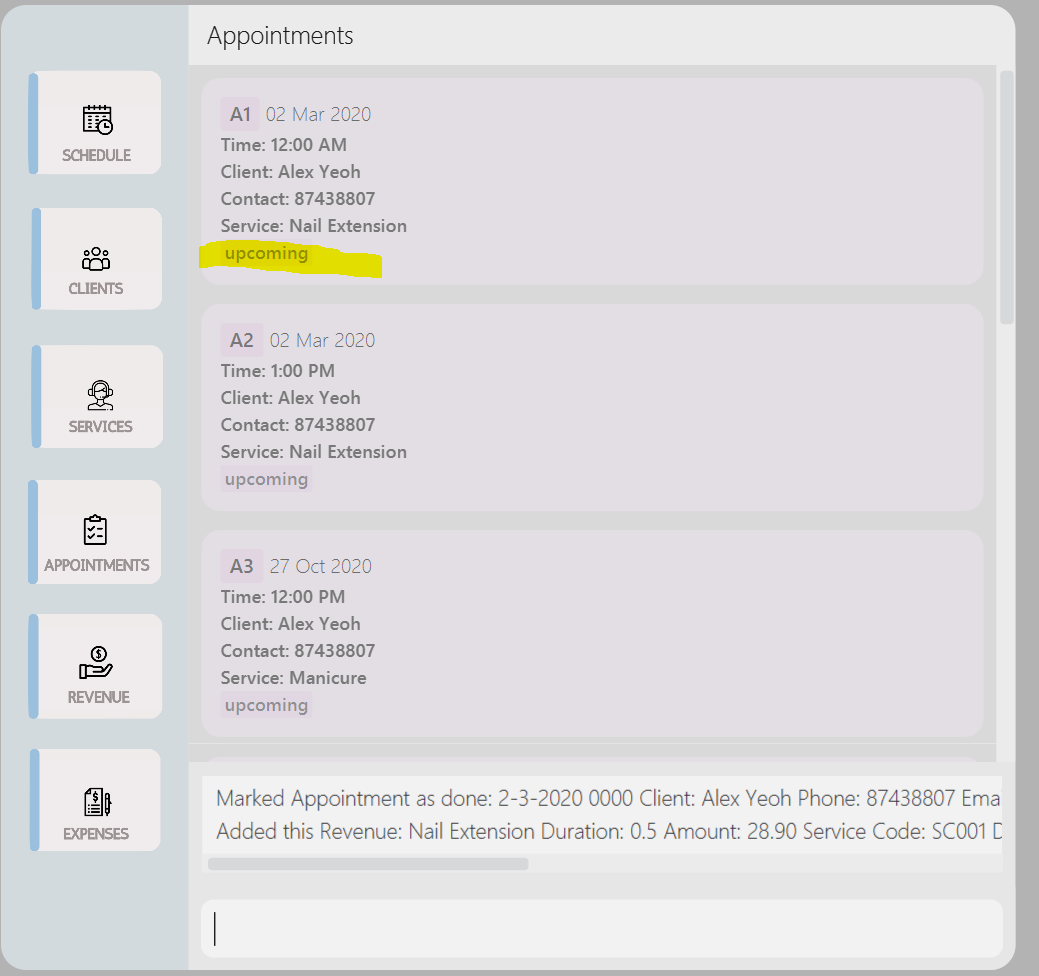 Appointments
SCHEDULE
CLIENTS
SERVICES
APPOINTMENTS
REVENUE
EXPENSES
A1 02 Mar 2020
Time: 12:00 AM
Client: Alex Yeoh
Contact: 87438807
Service: Nail Extension
upcoming
A2 02 Mar 2020
Time: 1:00 PM
Client: Alex Yeoh
Contact: 87438807
Service: Nail Extension
upcoming
A3 27 Oct 2020
Time: 12:00 PM
Client: Alex Yeoh
Contact: 87438807
Service: Manicure
upcoming
Marked Appointment as done: 2-3-2020 0000 Client: Alex Yeoh Phone: 87438807 Ema
Added this Revenue: Nail Extension Duration: 0.5 Amount: 28.90 Service Code: SC001 D